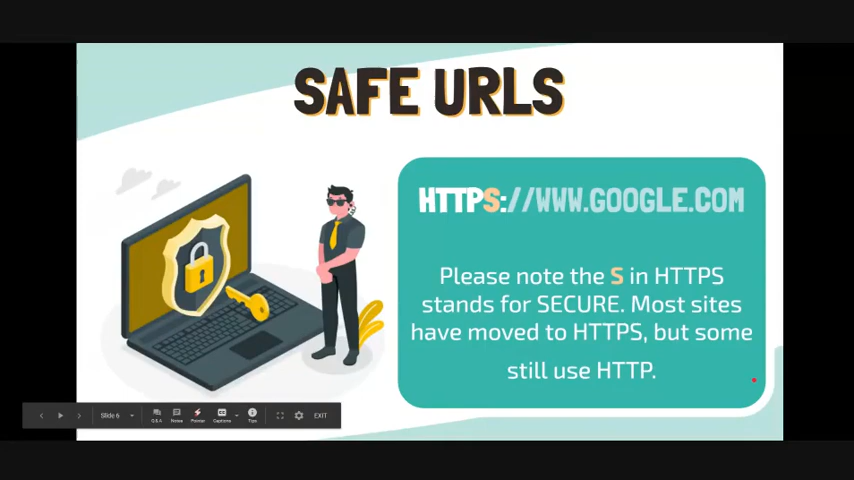 SAFE URLS
HTTPS://WWW.GOOGLE.COM
Please note the S in HTTPS
stands for SECURE. Most sites
have moved to HTTPS, but some
still use HTTP.
Slide 6 Q&A Notes Pointer Captions Tips EXIT